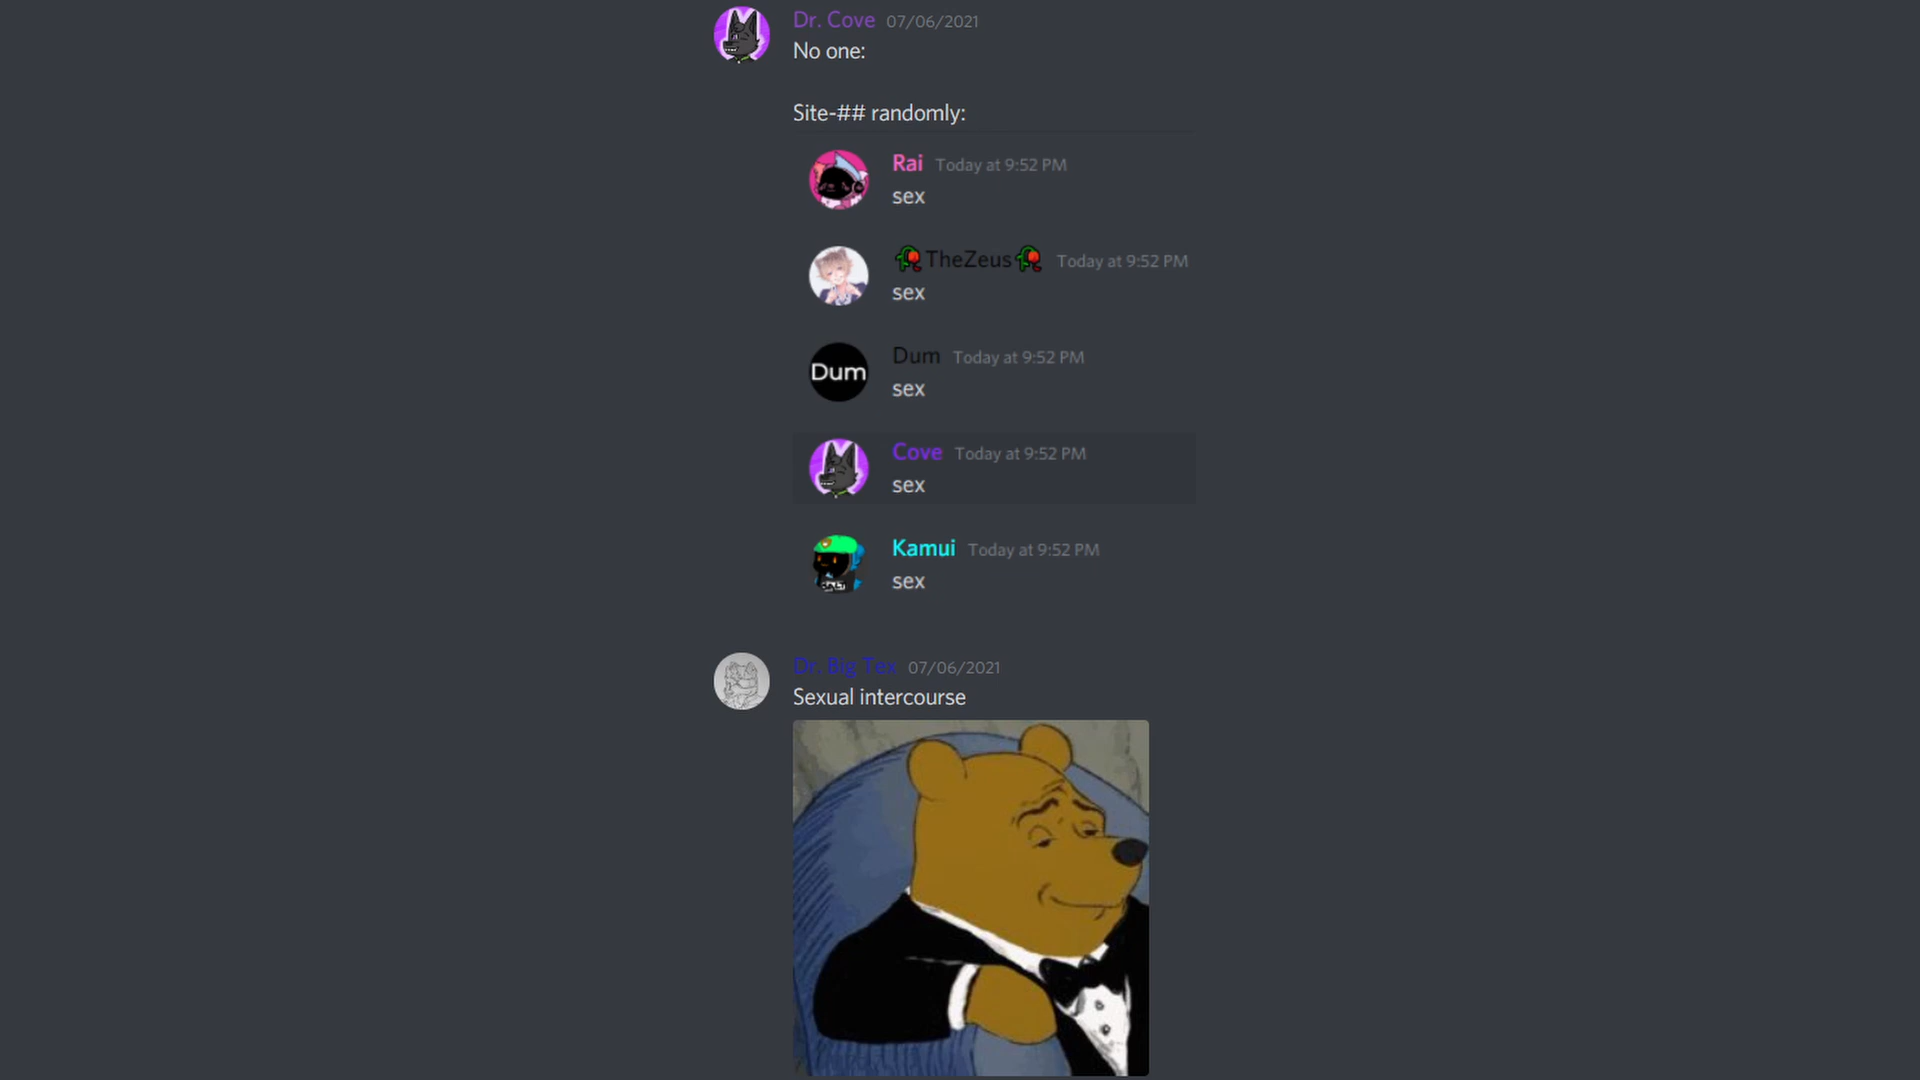 Dr. Cove 07/06/2021
No one:
Site-## randomly:
Rai Today at 9:52 PM
sex
TheZeus Today at 9:52 PM
sex
Dum
Dum Today at 9:52 PM
sex
Cove Today at 9:52 PM
sex
Kamui Today at 9:52 PM
sex
Dr. Big Tex 07/06/2021
Sexual intercourse